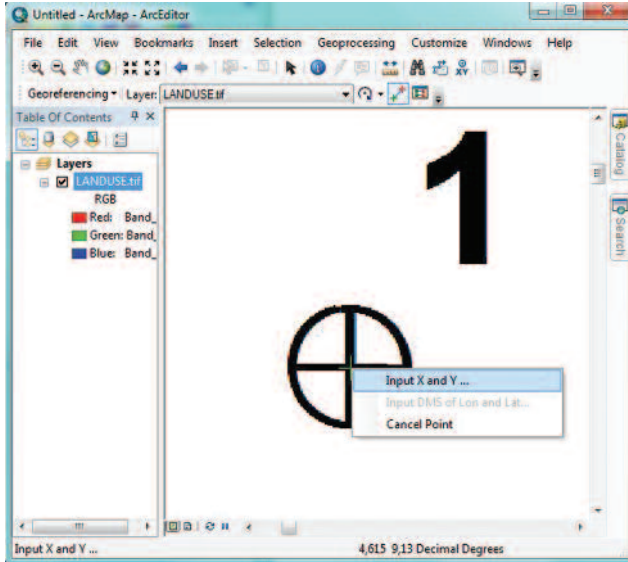 Untitled - ArcMap - ArcEditor
File Edit View Bookmarks Insert Selection Geoprocessing Customize Windows Help
Georeferencing Layer: LANDUSE.tif
Table Of Contents
Catalog
Search
Layers
LANDUSE.tif
RGB
Red: Band_
Green: Band_
Blue: Band_
1
Input X and Y ...
Input DMS of Lon and Lat...
Cancel Point
Input X and Y ... 4,615 9,13 Decimal Degrees